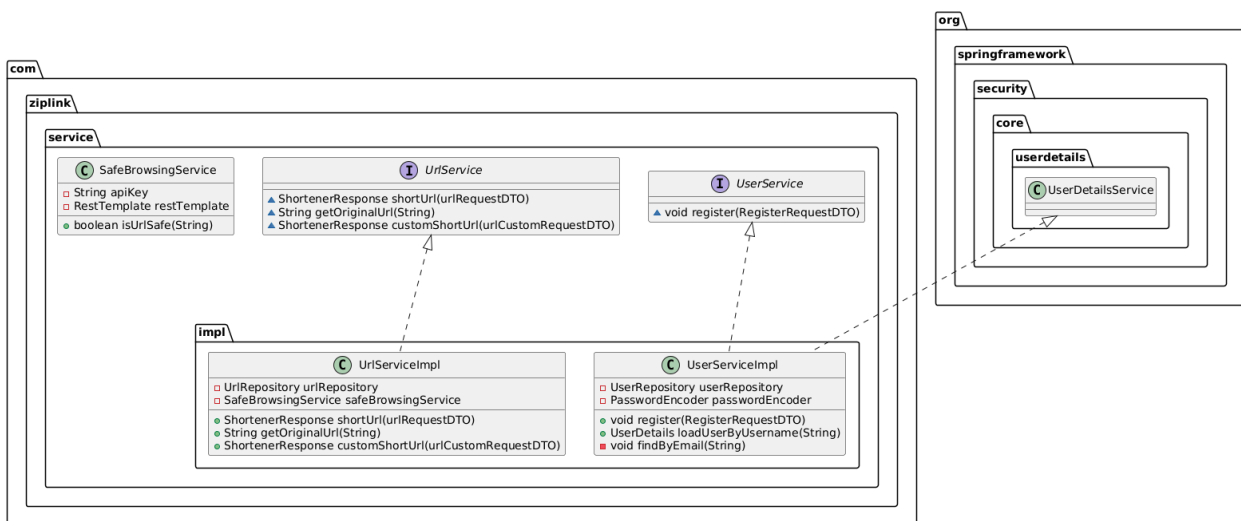 com
ziplink
service
C SafeBrowsingService
String apiKey
RestTemplate restTemplate
boolean isUrlSafe(String)
I UrlService
ShortenerResponse shortUrl(urlRequestDTO)
String getOriginalUrl(String)
ShortenerResponse customShortUrl(urlCustomRequestDTO)
I UserService
void register(RegisterRequestDTO)
impl
C UrlServiceImpl
UrlRepository urlRepository
SafeBrowsingService safeBrowsingService
ShortenerResponse shortUrl(urlRequestDTO)
String getOriginalUrl(String)
ShortenerResponse customShortUrl(urlCustomRequestDTO)
C UserServiceImpl
UserRepository userRepository
PasswordEncoder passwordEncoder
void register(RegisterRequestDTO)
UserDetails loadUserByUsername(String)
void findByEmail(String)
org
springframework
security
core
userdetails
C UserDetailsService